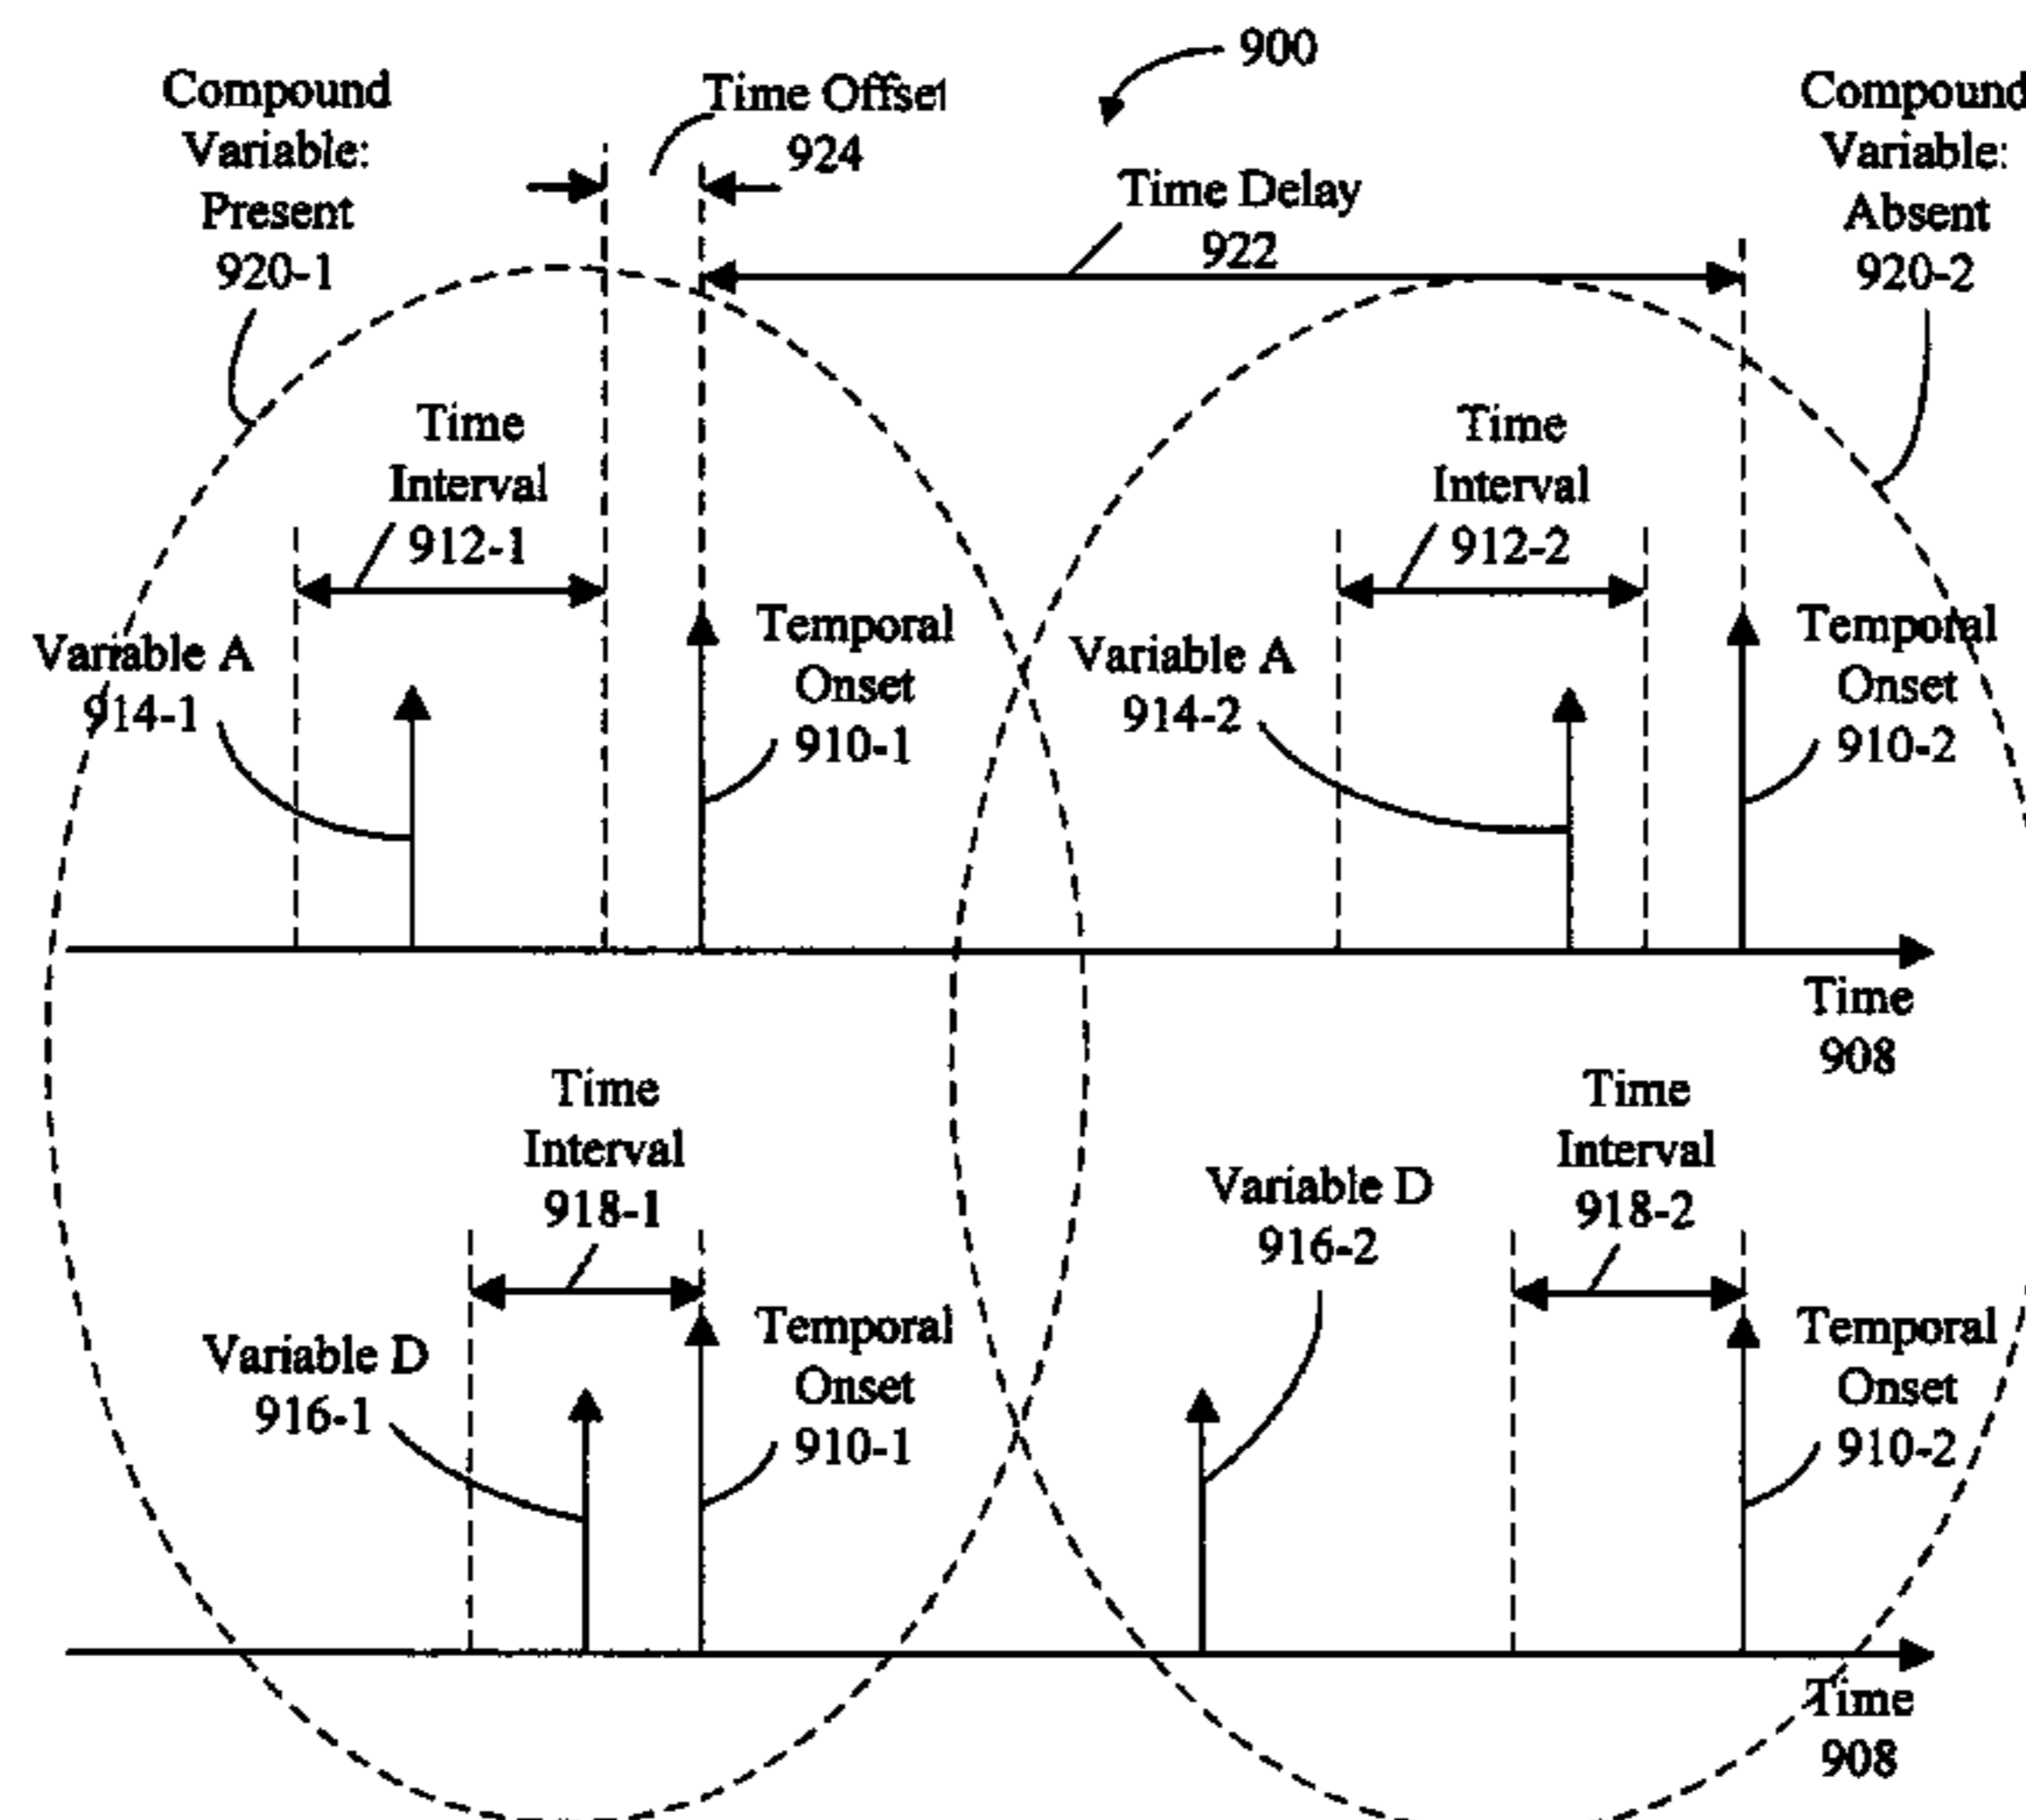 900
Compound
Variable:
Present
920-1
Time Offset
924
Time Delay
922
Compound
Variable:
Absent
920-2
Time
Interval
912-1
Time
Interval
912-2
Variable A
914-1
Temporal
Onset
910-1
Variable A
914-2
Temporal
Onset
910-2
Time
908
Time
Interval
918-1
Variable D
916-2
Time
Interval
918-2
Variable D
916-1
Temporal
Onset
910-1
Temporal
Onset
910-2
Time
908